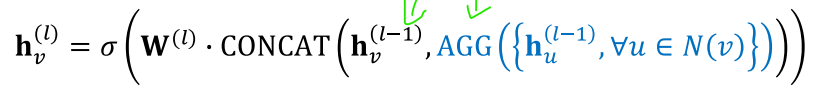 h_v^{(l)} = σ(W^{(l)} · CONCAT(h_v^{(l-1)}, AGG({h_u^{(l-1)}, ∀u ∈ N(v)})))